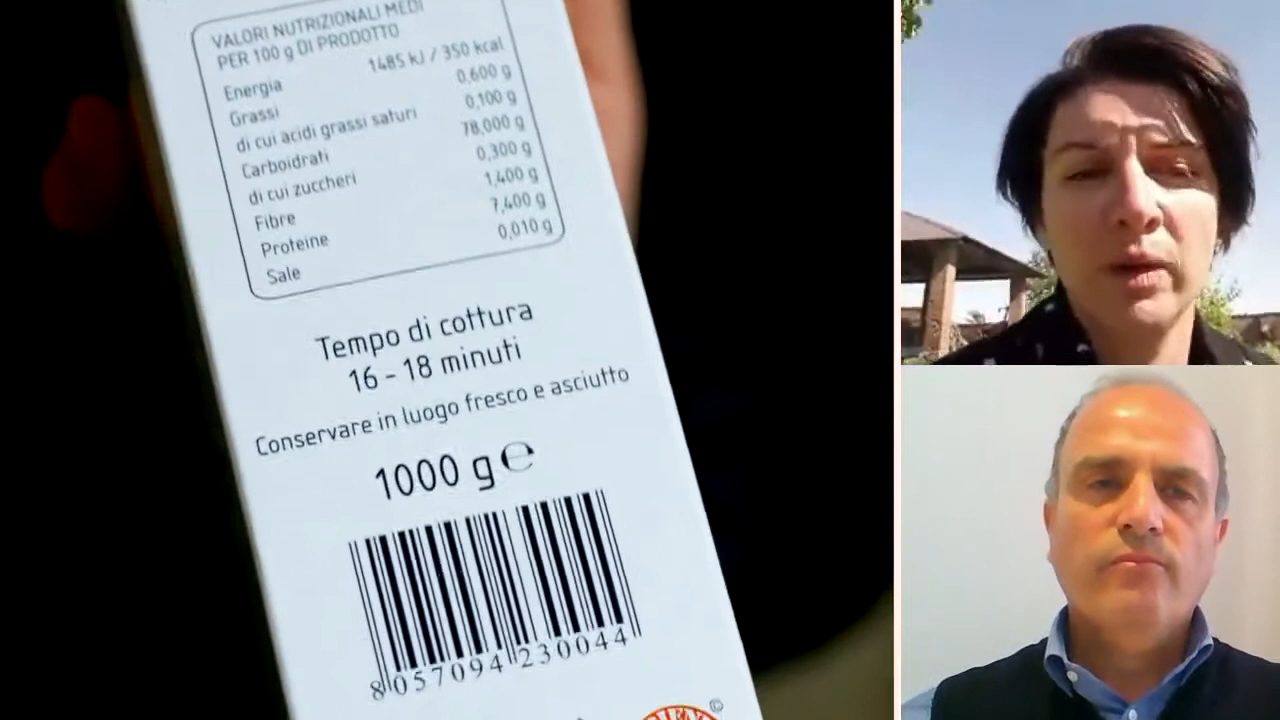 VALORI NUTRIZIONALI MEDI
PER 100 g DI PRODOTTO
Energia 1485 kJ / 350 kcal
Grassi 0,600 g
di cui acidi grassi saturi 0,100 g
Carboidrati 78,000 g
di cui zuccheri 0,300 g
Fibre 1,400 g
Proteine 7,400 g
Sale 0,010 g
Tempo di cottura
16 - 18 minuti
Conservare in luogo fresco e asciutto
1000 g ℮
8 057094 230044
©